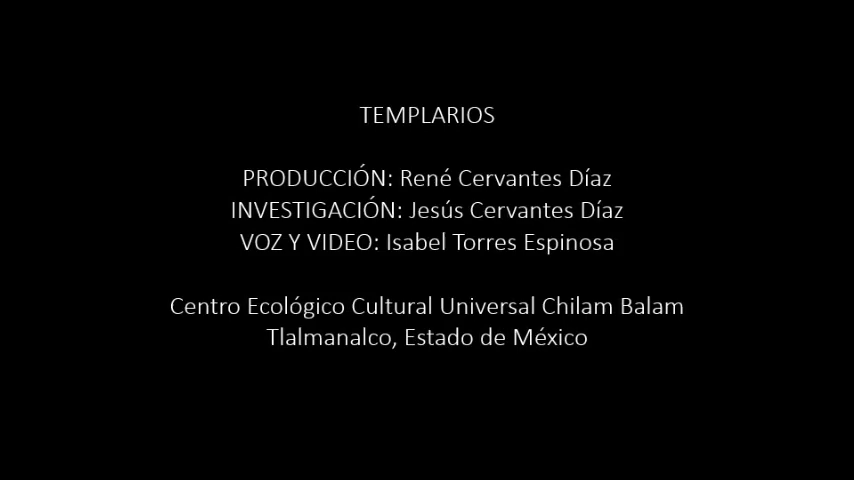 TEMPLARIOS
PRODUCCIÓN: René Cervantes Díaz
INVESTIGACIÓN: Jesús Cervantes Díaz
VOZ Y VIDEO: Isabel Torres Espinosa
Centro Ecológico Cultural Universal Chilam Balam
Tlalmanalco, Estado de México